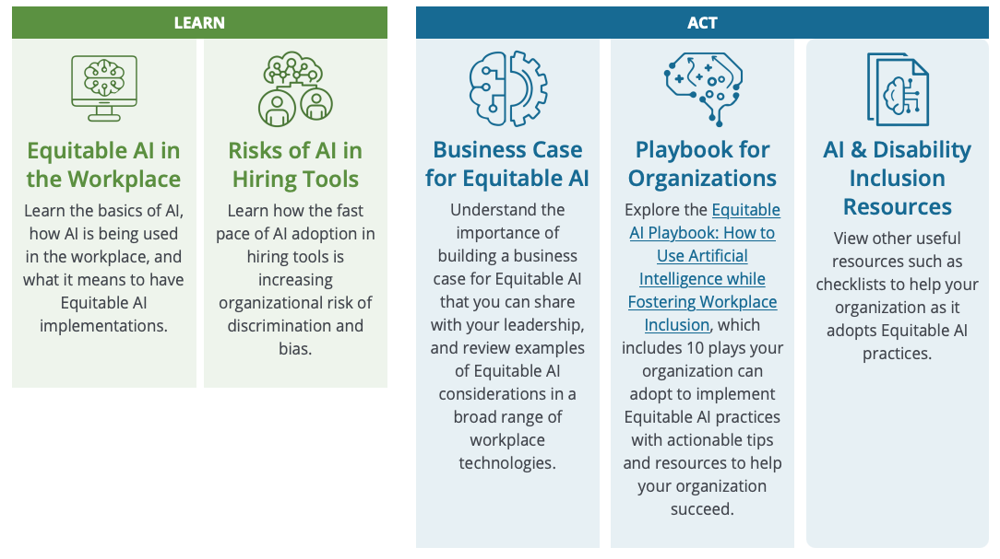 LEARN
Equitable AI in
the Workplace
Learn the basics of AI,
how AI is being used
in the workplace, and
what it means to have
Equitable AI
implementations.
Risks of AI in
Hiring Tools
Learn how the fast
pace of AI adoption in
hiring tools is
increasing
organizational risk of
discrimination and
bias.
ACT
Business Case
for Equitable AI
Understand the
importance of
building a business
case for Equitable AI
that you can share
with your leadership,
and review examples
of Equitable AI
considerations in a
broad range of
workplace
technologies.
Playbook for
Organizations
Explore the Equitable
AI Playbook: How to
Use Artificial
Intelligence while
Fostering Workplace
Inclusion, which
includes 10 plays your
organization can
adopt to implement
Equitable AI practices
with actionable tips
and resources to help
your organization
succeed.
AI & Disability
Inclusion
Resources
View other useful
resources such as
checklists to help your
organization as it
adopts Equitable AI
practices.